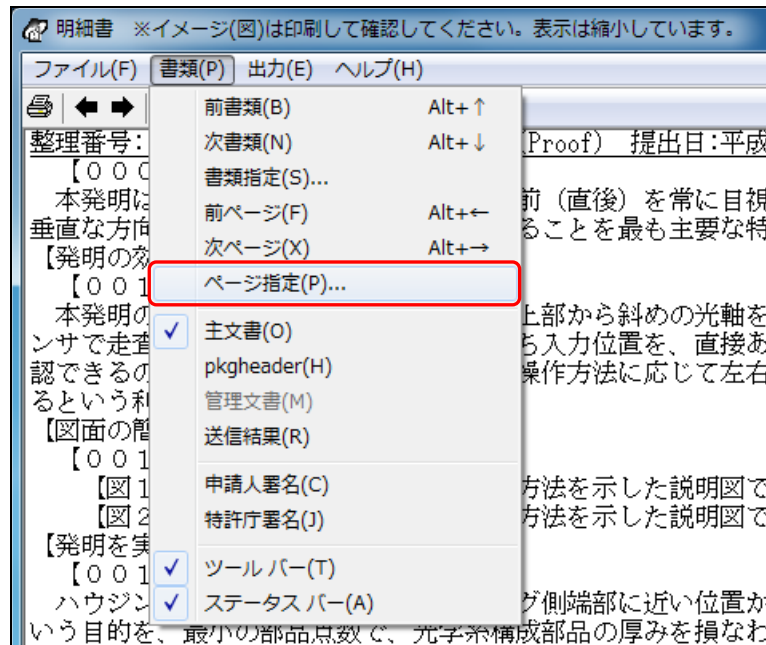 明細書 ※イメージ(図)は印刷して確認してください。表示は縮小しています。
ファイル(F) 書類(P) 出力(E) ヘルプ(H)
前書類(B) Alt+↑
次書類(N) Alt+↓
書類指定(S)...
前ページ(F) Alt+←
次ページ(X) Alt+→
ページ指定(P)...
✓ 主文書(O)
pkgheader(H)
管理文書(M)
送信結果(R)
申請人署名(C)
特許庁署名(J)
✓ ツール バー(T)
✓ ステータス バー(A)
整理番号: (Proof) 提出日:平成
【000
本発明は 前(直後)を常に目視
垂直な方向 ることを最も主要な特
【発明の効
【001
本発明の 上部から斜めの光軸を
ンサで走査 ち入力位置を、直接あ
認できるの 操作方法に応じて左右
るという利
【図面の簡
【001
【図1 方法を示した説明図で
【図2 方法を示した説明図で
【発明を実
【001
ハウジン グ側端部に近い位置か
いう目的を、最小の部品点数で、光学系構成部品の厚みを損なわ